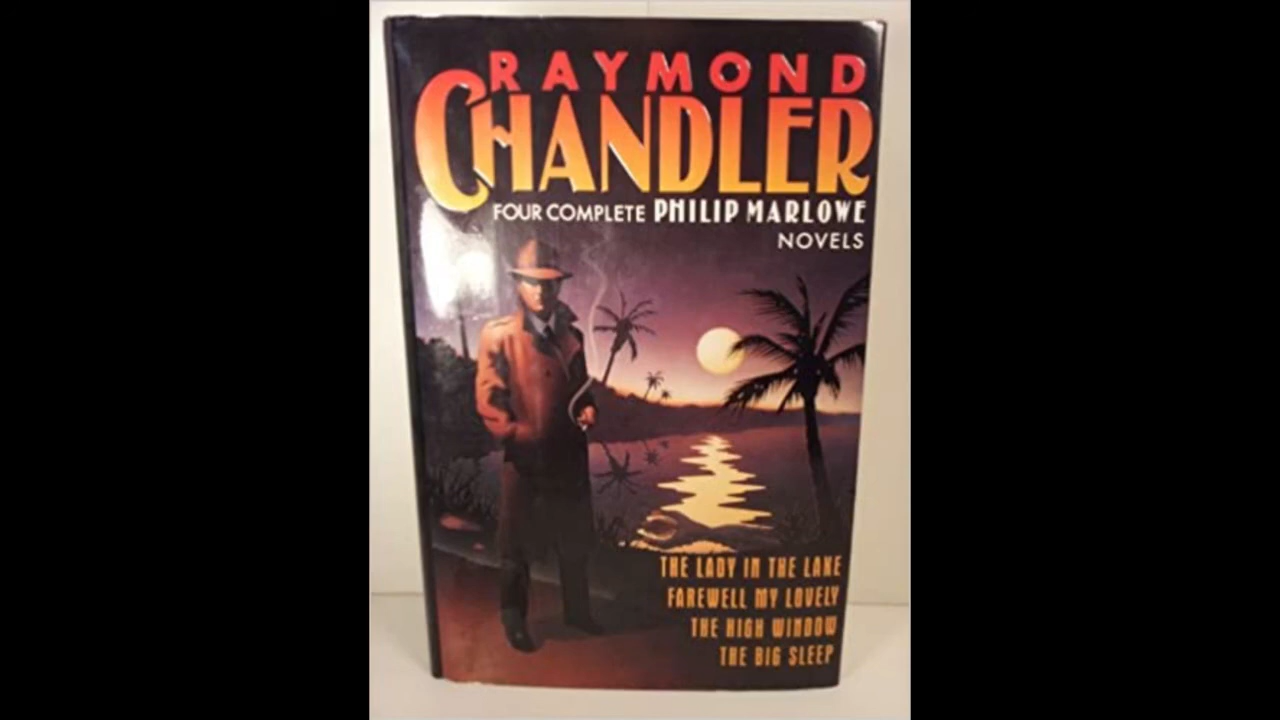 RAYMOND
CHANDLER
FOUR COMPLETE PHILIP MARLOWE
NOVELS
THE LADY IN THE LAKE
FAREWELL MY LOVELY
THE HIGH WINDOW
THE BIG SLEEP